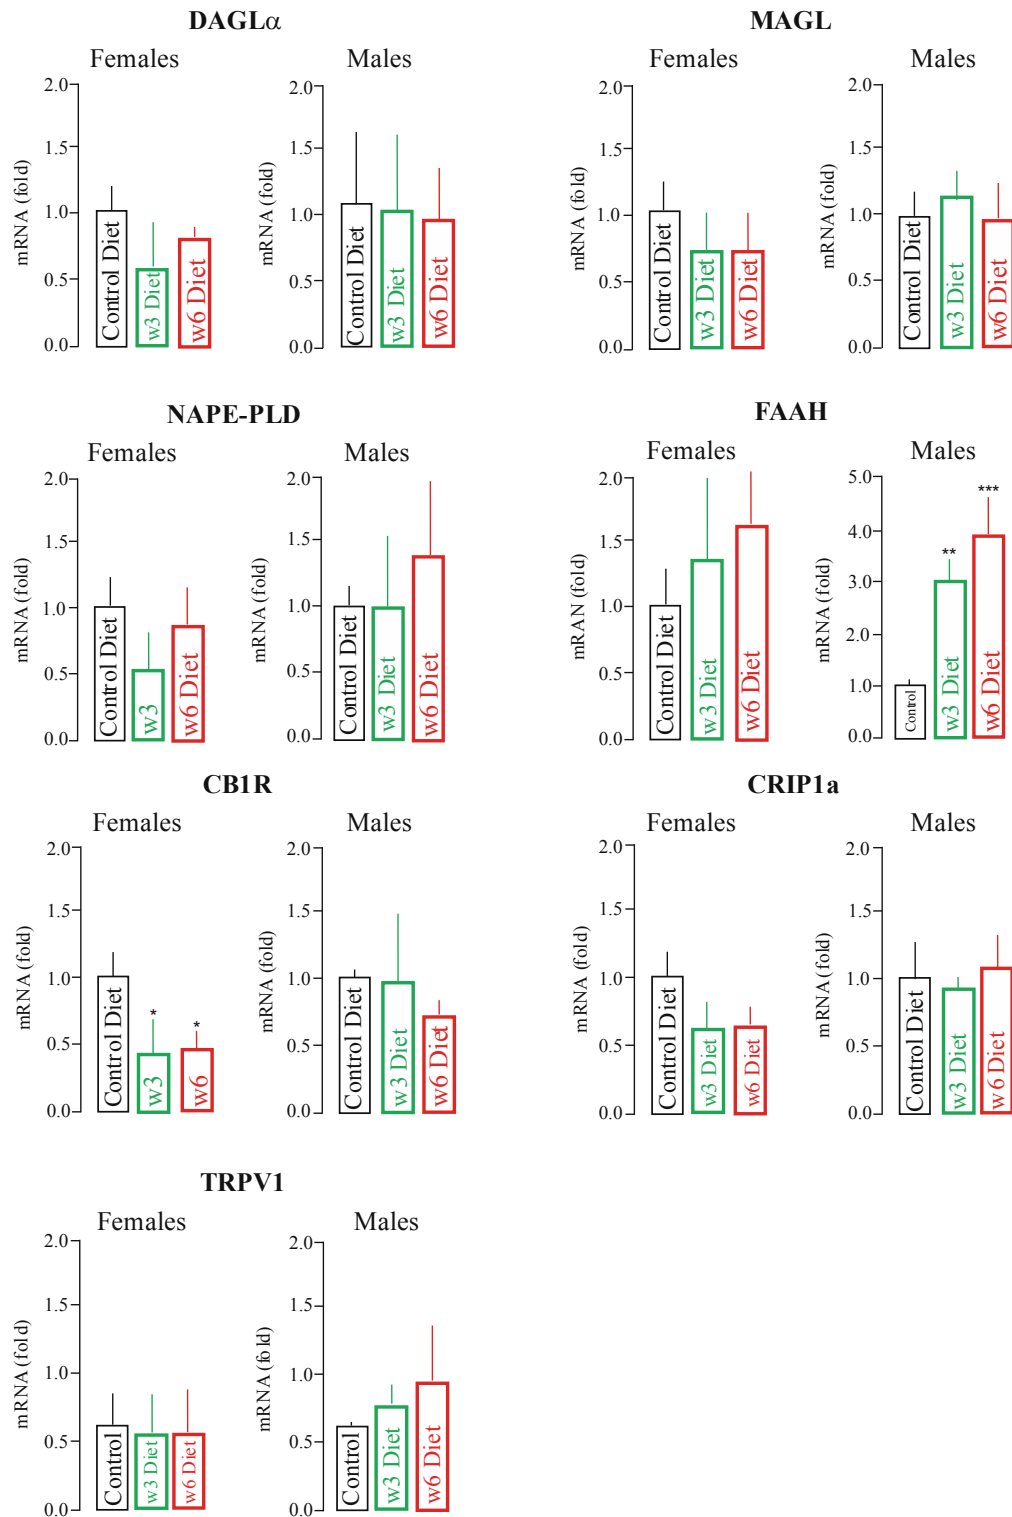 DAGLα
Females
mRNA (fold)
2.0
1.5
1.0
0.5
0.0
Control Diet
w3 Diet
w6 Diet
Males
mRNA (fold)
2.0
1.5
1.0
0.5
0.0
Control Diet
w3 Diet
w6 Diet
MAGL
Females
mRNA (fold)
2.0
1.5
1.0
0.5
0.0
Control Diet
w3 Diet
w6 Diet
Males
mRNA (fold)
2.0
1.5
1.0
0.5
0.0
Control Diet
w3 Diet
w6 Diet
NAPE-PLD
Females
mRNA (fold)
2.0
1.5
1.0
0.5
0.0
Control Diet
w3
w6 Diet
Males
mRNA (fold)
2.0
1.5
1.0
0.5
0.0
Control Diet
w3 Diet
w6 Diet
FAAH
Females
mRAN (fold)
2.0
1.5
1.0
0.5
0.0
Control Diet
w3 Diet
w6 Diet
Males
mRNA (fold)
5.0
4.0
3.0
2.0
1.0
0.0
Control
**
w3 Diet
***
w6 Diet
CB1R
Females
mRNA (fold)
2.0
1.5
1.0
0.5
0.0
Control Diet
*
w3
*
w6
Males
mRNA (fold)
2.0
1.5
1.0
0.5
0.0
Control Diet
w3 Diet
w6 Diet
CRIP1a
Females
mRNA (fold)
2.0
1.5
1.0
0.5
0.0
Control Diet
w3 Diet
w6 Diet
Males
mRNA (fold)
2.0
1.5
1.0
0.5
0.0
Control Diet
w3 Diet
w6 Diet
TRPV1
Females
mRNA (fold)
2.0
1.5
1.0
0.5
0.0
Control
w3 Diet
w6 Diet
Males
mRNA (fold)
2.0
1.5
1.0
0.5
0.0
Control
w3 Diet
w6 Diet